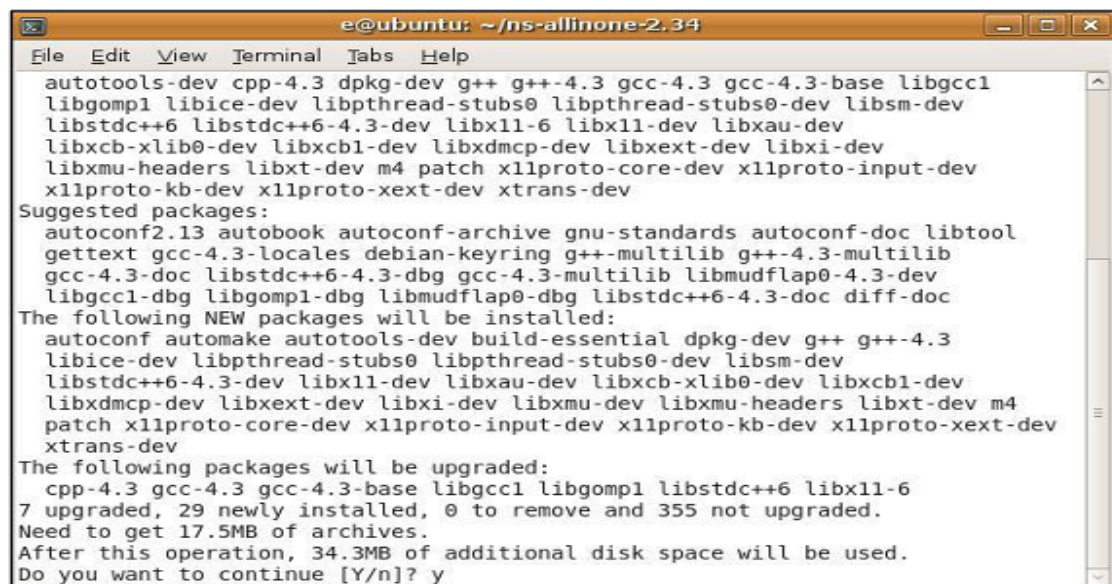 e@ubuntu: ~/ns-allinone-2.34
File Edit View Terminal Tabs Help
autotools-dev cpp-4.3 dpkg-dev g++ g++-4.3 gcc-4.3 gcc-4.3-base libgcc1
libgomp1 libice-dev libpthread-stubs0 libpthread-stubs0-dev libsm-dev
libstdc++6 libstdc++6-4.3-dev libx11-6 libx11-dev libxau-dev
libxcb-xlib0-dev libxcb1-dev libxdmcp-dev libxext-dev libxi-dev
libxmu-headers libxt-dev m4 patch x11proto-core-dev x11proto-input-dev
x11proto-kb-dev x11proto-xext-dev xtrans-dev
Suggested packages:
autoconf2.13 autobook autoconf-archive gnu-standards autoconf-doc libtool
gettext gcc-4.3-locales debian-keyring g++-multilib g++-4.3-multilib
gcc-4.3-doc libstdc++6-4.3-dbg gcc-4.3-multilib libmudflap0-4.3-dev
libgcc1-dbg libgomp1-dbg libmudflap0-dbg libstdc++6-4.3-doc diff-doc
The following NEW packages will be installed:
autoconf automake autotools-dev build-essential dpkg-dev g++ g++-4.3
libice-dev libpthread-stubs0 libpthread-stubs0-dev libsm-dev
libstdc++6-4.3-dev libx11-dev libxau-dev libxcb-xlib0-dev libxcb1-dev
libxdmcp-dev libxext-dev libxi-dev libxmu-dev libxmu-headers libxt-dev m4
patch x11proto-core-dev x11proto-input-dev x11proto-kb-dev x11proto-xext-dev
xtrans-dev
The following packages will be upgraded:
cpp-4.3 gcc-4.3 gcc-4.3-base libgcc1 libgomp1 libstdc++6 libx11-6
7 upgraded, 29 newly installed, 0 to remove and 355 not upgraded.
Need to get 17.5MB of archives.
After this operation, 34.3MB of additional disk space will be used.
Do you want to continue [Y/n]? y